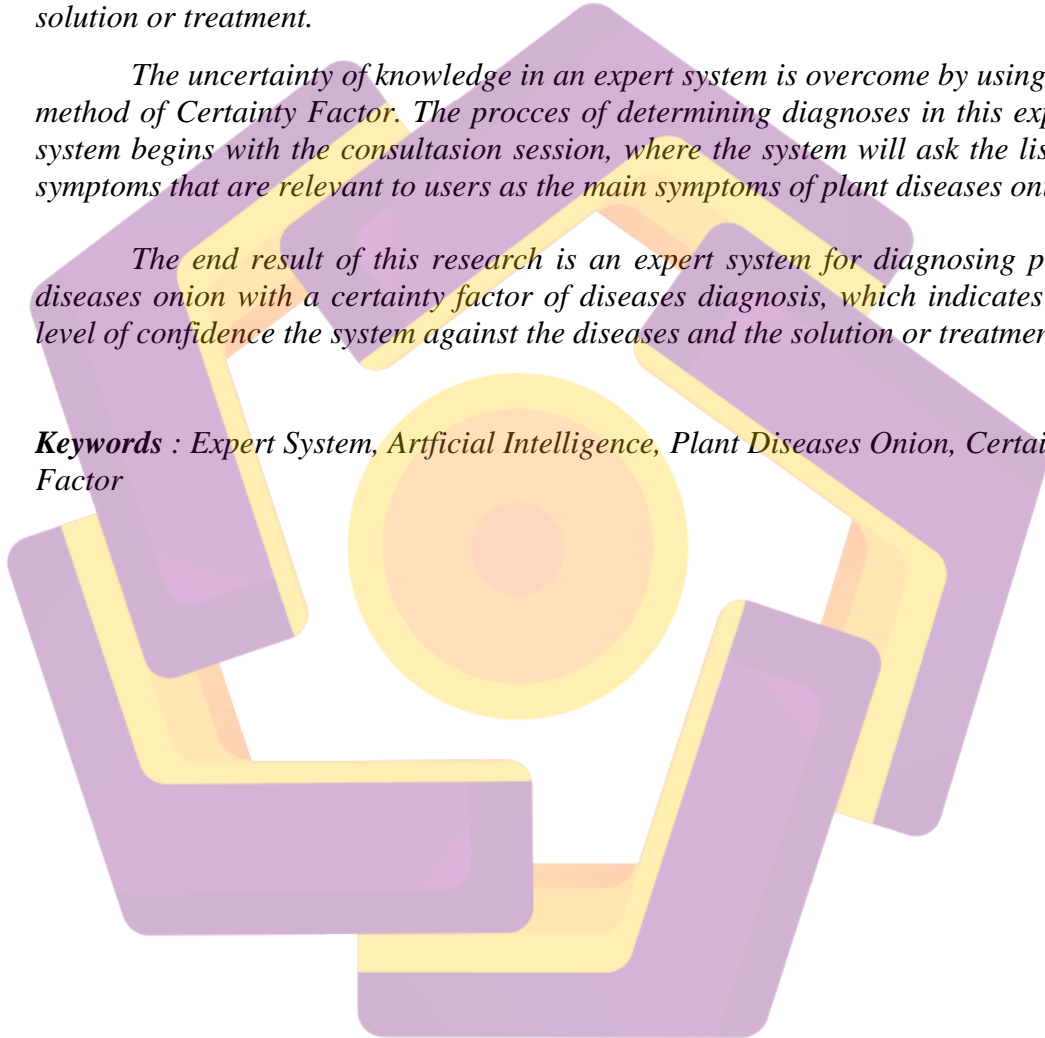 solution or treatment.
The uncertainty of knowledge in an expert system is overcome by using
method of Certainty Factor. The procces of determining diagnoses in this exp
system begins with the consultasion session, where the system will ask the lis
symptoms that are relevant to users as the main symptoms of plant diseases oni
The end result of this research is an expert system for diagnosing p
diseases onion with a certainty factor of diseases diagnosis, which indicates
level of confidence the system against the diseases and the solution or treatmen
Keywords : Expert System, Artficial Intelligence, Plant Diseases Onion, Certai
Factor